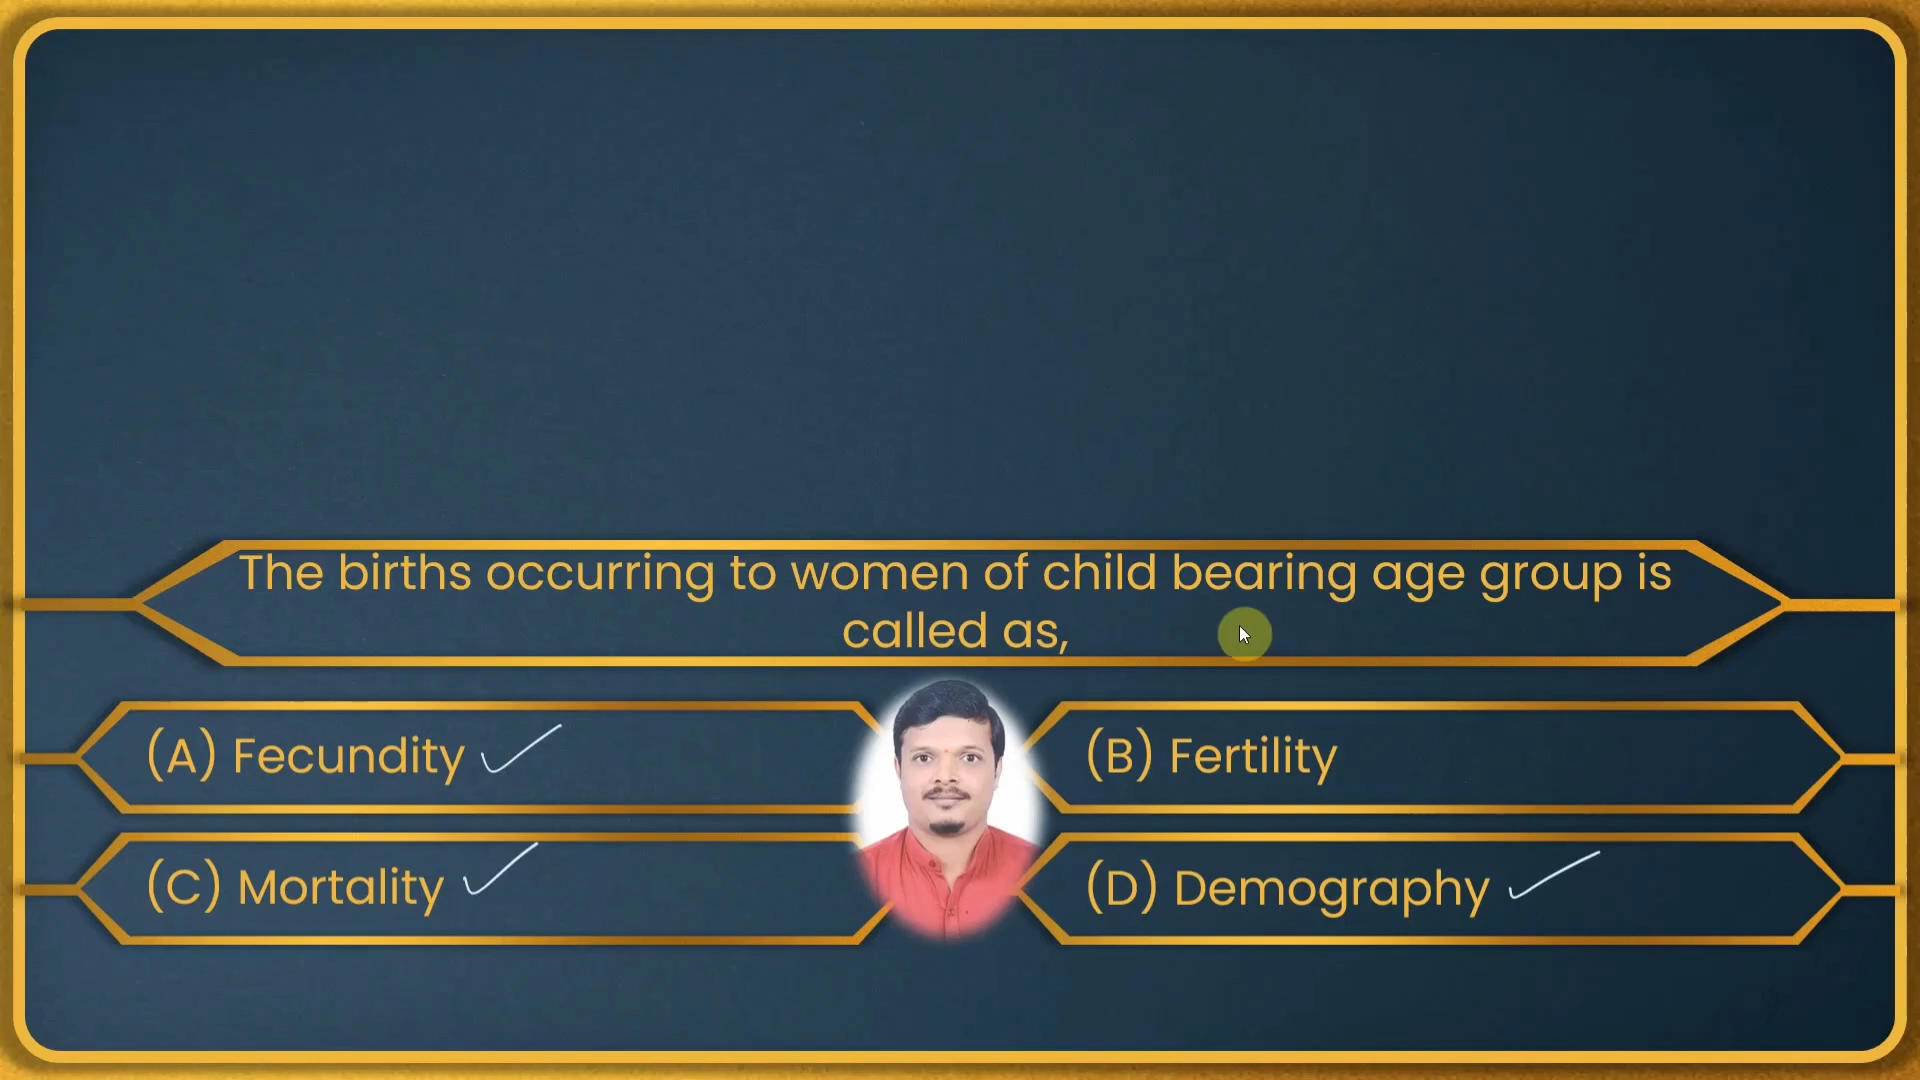 The births occurring to women of child bearing age group is
called as,
(A) Fecundity
(B) Fertility
(C) Mortality
(D) Demography